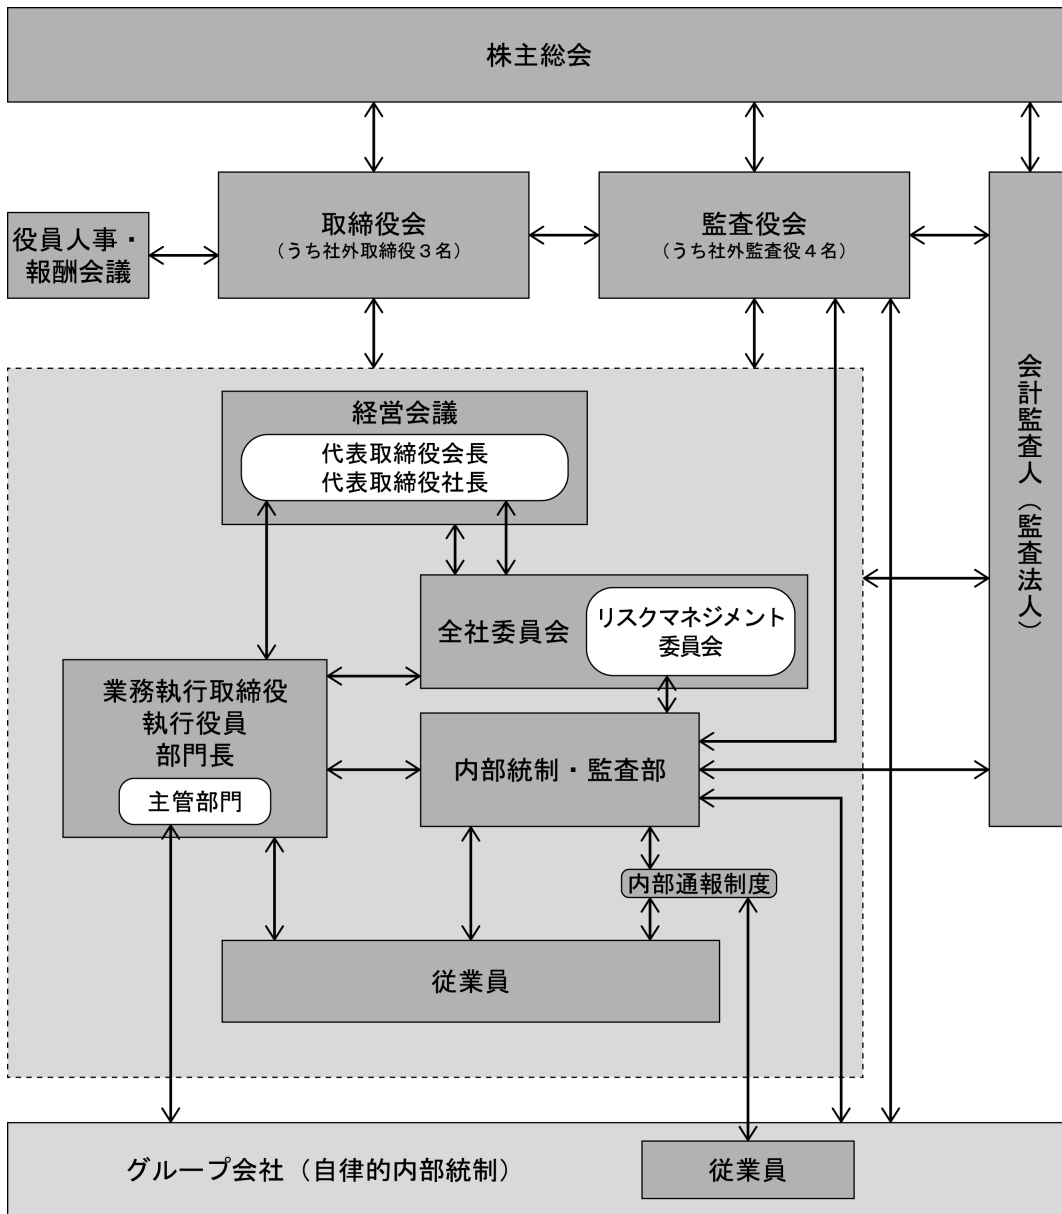 株主総会
取締役会
（うち社外取締役３名）
監査役会
（うち社外監査役４名）
役員人事・
報酬会議
会計監査人（監査法人）
経営会議
代表取締役会長
代表取締役社長
全社委員会
リスクマネジメント
委員会
業務執行取締役
執行役員
部門長
主管部門
内部統制・監査部
内部通報制度
従業員
グループ会社（自律的内部統制）
従業員